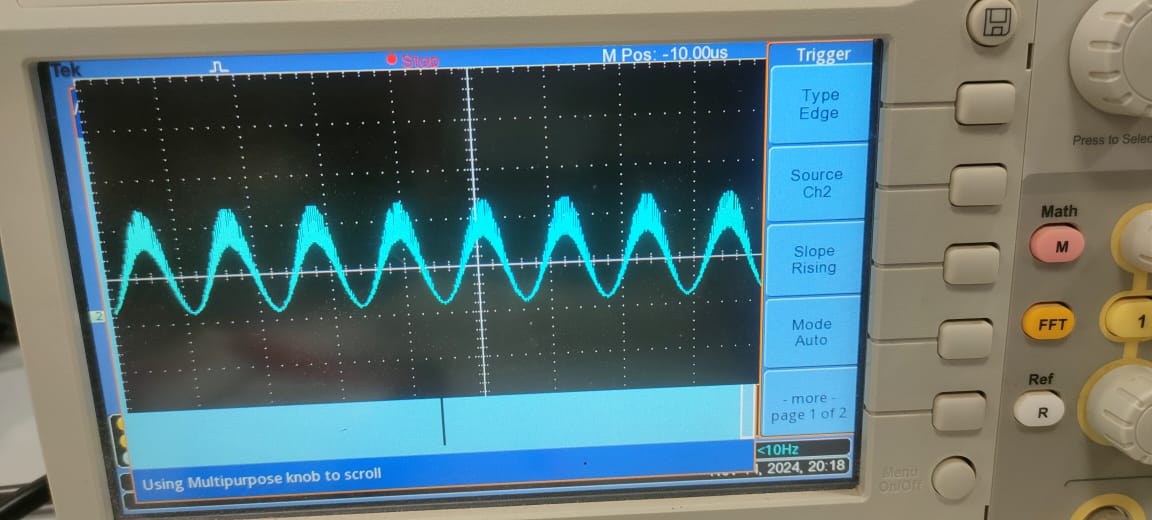 Tek
Stop
M Pos: -10.00us
Trigger
Type
Edge
Source
Ch2
Slope
Rising
Mode
Auto
- more -
page 1 of 2
2
<10Hz
, 2024, 20:18
Using Multipurpose knob to scroll
Press to
Math
M
FFT
1
Ref
R
Menu
On/Off